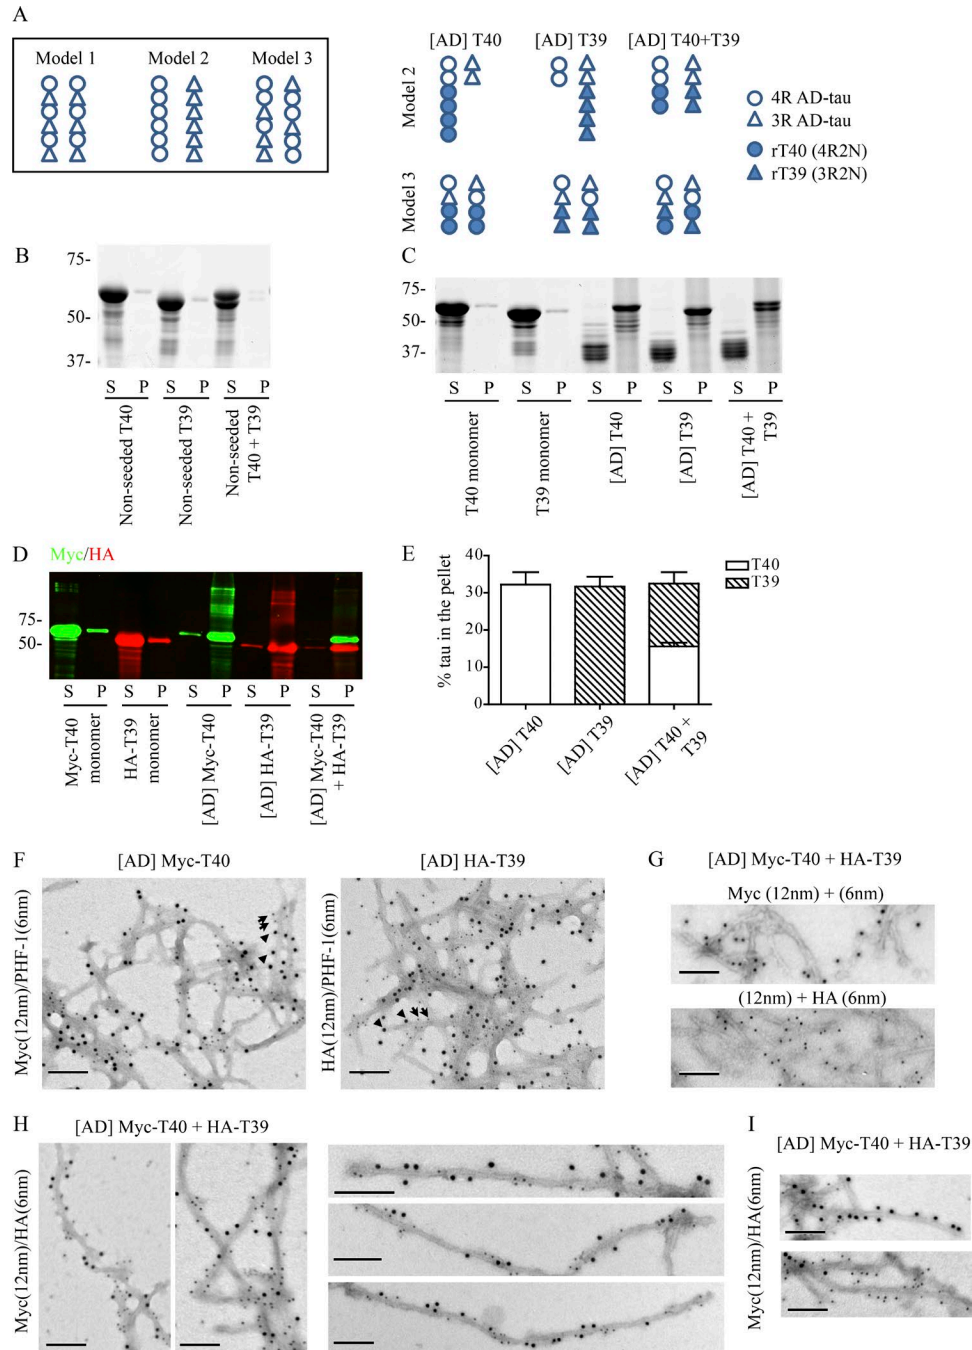 A
Model 1
Model 2
Model 3
[AD] T40
[AD] T39
[AD] T40+T39
Model 2
Model 3
4R AD-tau
3R AD-tau
rT40 (4R2N)
rT39 (3R2N)
B
75-
50-
37-
S P S P S P
Non-seeded T40
Non-seeded T39
Non-seeded
T40 + T39
C
75-
50-
37-
S P S P S P S P S P
T40 monomer
T39 monomer
[AD] T40
[AD] T39
[AD] T40 +
T39
D
Myc/HA
75-
50-
S P S P S P S P S P
Myc-T40
monomer
HA-T39
monomer
[AD] Myc-T40
[AD] HA-T39
[AD] Myc-T40
+ HA-T39
E
% tau in the pellet
40
30
20
10
0
T40
T39
[AD] T40
[AD] T39
[AD] T40 +
T39
F
[AD] Myc-T40
[AD] HA-T39
Myc(12nm)/PHF-1(6nm)
HA(12nm)/PHF-1(6nm)
G
[AD] Myc-T40 + HA-T39
Myc (12nm) + (6nm)
(12nm) + HA (6nm)
H
[AD] Myc-T40 + HA-T39
Myc(12nm)/HA(6nm)
I
[AD] Myc-T40 + HA-T39
Myc(12nm)/HA(6nm)